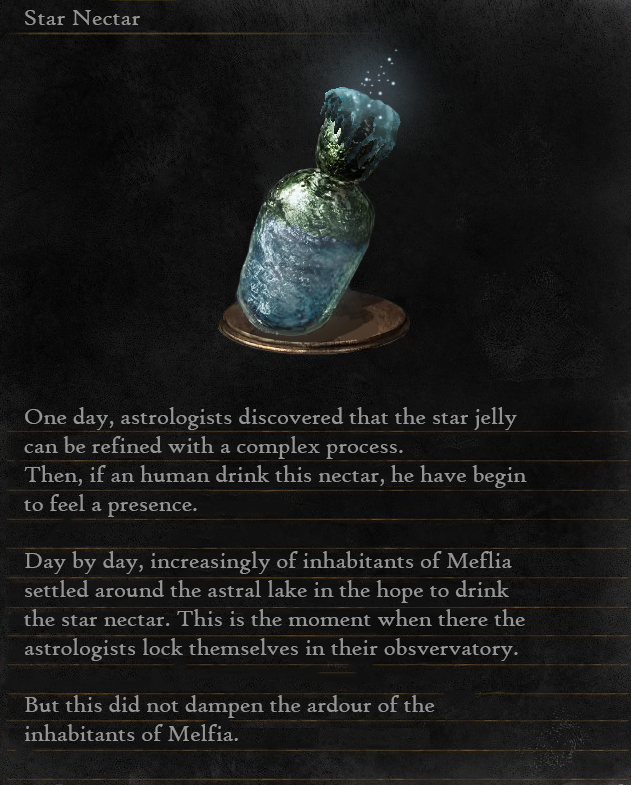 Star Nectar
One day, astrologists discovered that the star jelly
can be refined with a complex process.
Then, if an human drink this nectar, he have begin
to feel a presence.
Day by day, increasingly of inhabitants of Meflia
settled around the astral lake in the hope to drink
the star nectar. This is the moment when there the
astrologists lock themselves in their obsvervatory.
But this did not dampen the ardour of the
inhabitants of Melfia.